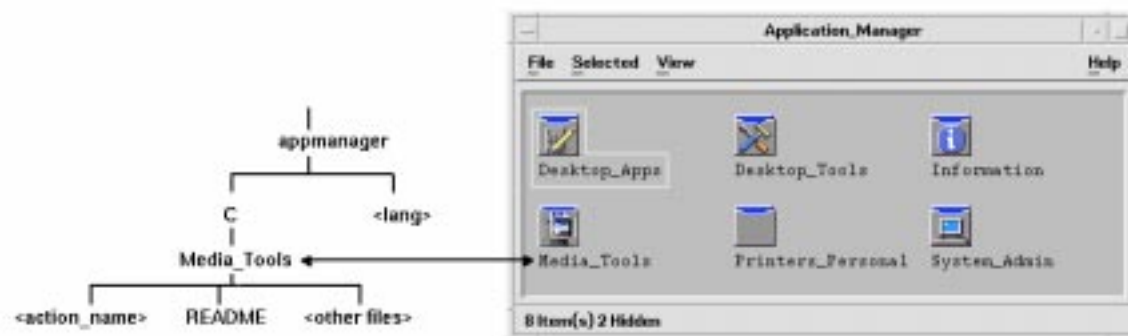 Application_Manager
File Selected View Help
appmanager
C <lang>
Media_Tools
<action_name> README <other files>
Desktop_Apps Desktop_Tools Information
Media_Tools Printers_Personal System_Admin
8 Item(s) 2 Hidden